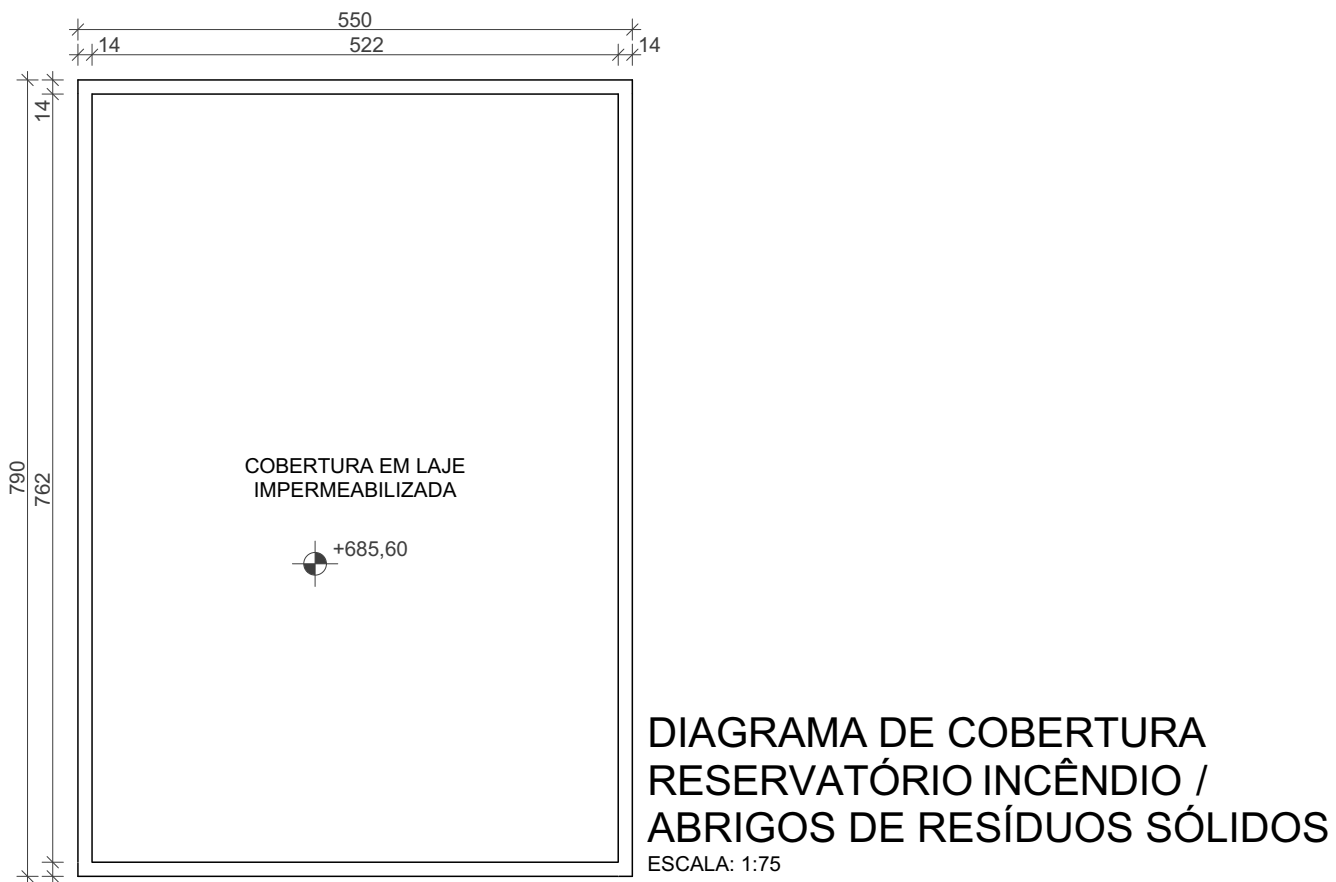 550
14
522
14
14
790
762
COBERTURA EM LAJE
IMPERMEABILIZADA
+685,60
DIAGRAMA DE COBERTURA
RESERVATÓRIO INCÊNDIO /
ABRIGOS DE RESÍDUOS SÓLIDOS
ESCALA: 1:75